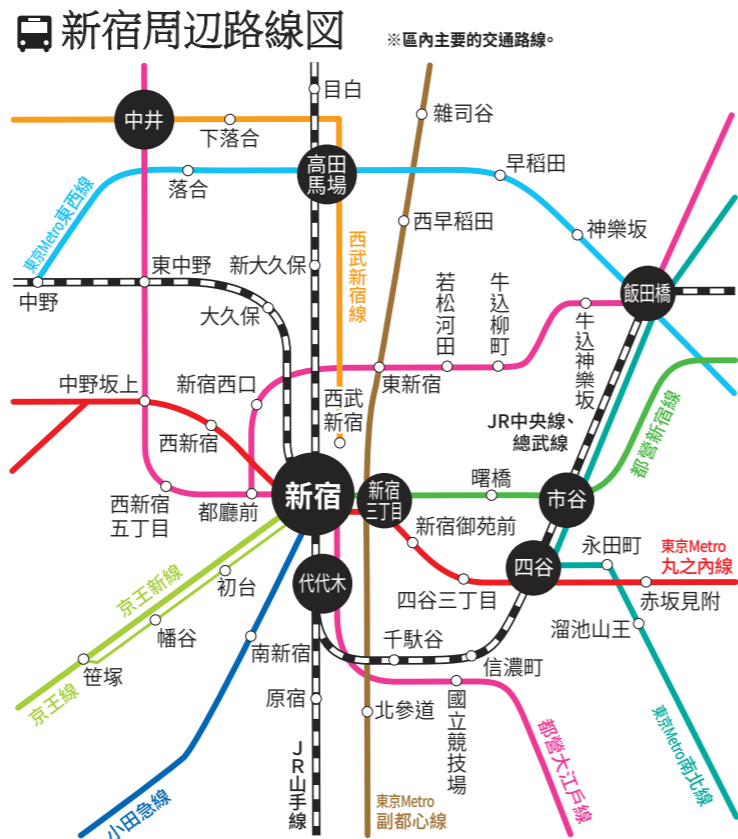 新宿周辺路線図
※區內主要的交通路線。
目白
雜司谷
中井
下落合
高田
馬場
早稻田
落合
東京Metro東西線
西早稻田
神樂坂
西武新宿線
新大久保
東中野
中野
大久保
飯田橋
若松河田
牛込柳町
牛込神樂坂
中野坂上
新宿西口
東新宿
西武
新宿
西新宿
JR中央線、
總武線
都營新宿線
新宿
新宿
三丁目
曙橋
市谷
西新宿
五丁目
都廳前
新宿御苑前
永田町
東京Metro
丸之內線
四谷
代代木
京王新線
初台
四谷三丁目
赤坂見附
幡谷
南新宿
千駄谷
溜池山王
笹塚
信濃町
京王線
原宿
北參道
國立競技場
JR山手線
都營大江戶線
東京Metro南北線
小田急線
東京Metro
副都心線